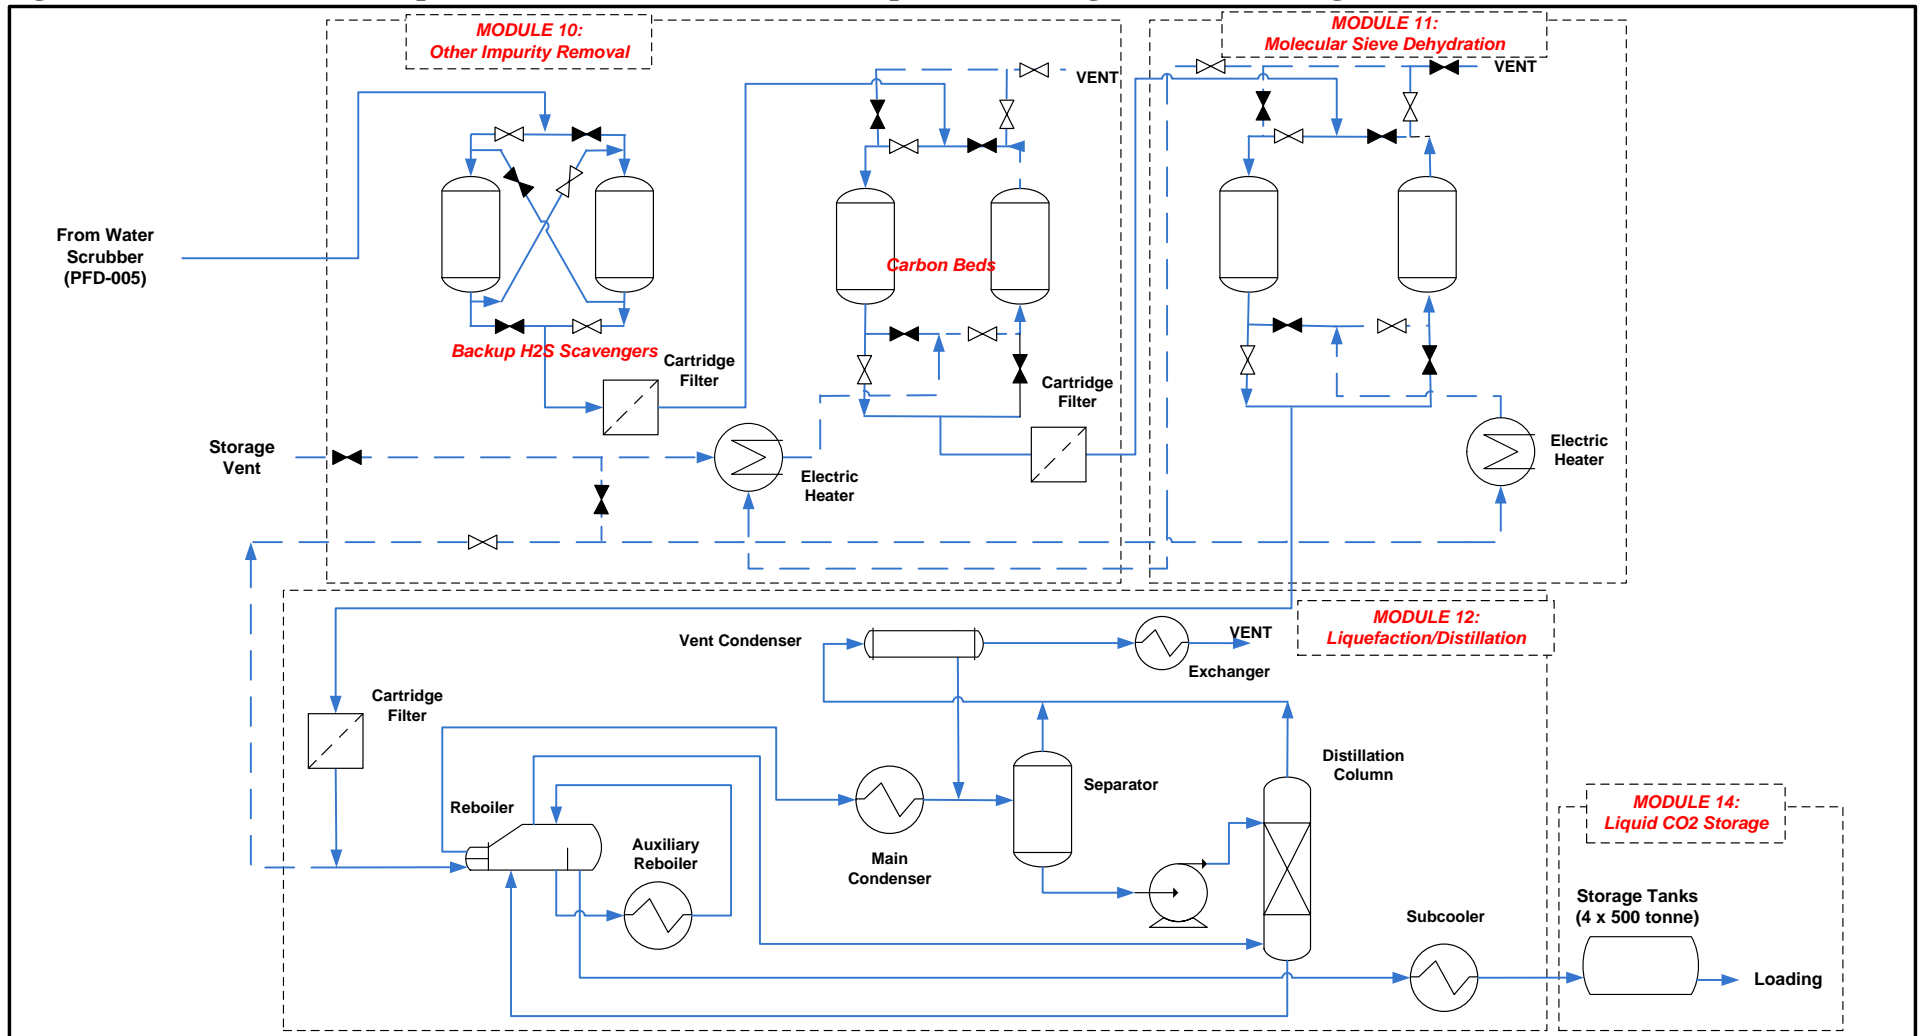 MODULE 10:
Other Impurity Removal
MODULE 11:
Molecular Sieve Dehydration
VENT
VENT
From Water
Scrubber
(PFD-005)
Carbon Beds
Backup H2S Scavengers
Cartridge
Filter
Cartridge
Filter
Storage
Vent
Electric
Heater
Electric
Heater
MODULE 12:
Liquefaction/Distillation
Vent Condenser
VENT
Exchanger
Cartridge
Filter
Distillation
Column
Separator
Reboiler
Auxiliary
Reboiler
Main
Condenser
MODULE 14:
Liquid CO2 Storage
Storage Tanks
(4 x 500 tonne)
Subcooler
Loading